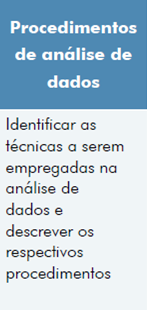 Procedimentos
de análise de
dados
Identificar as
técnicas a serem
empregadas na
análise de
dados e
descrever os
respectivos
procedimentos